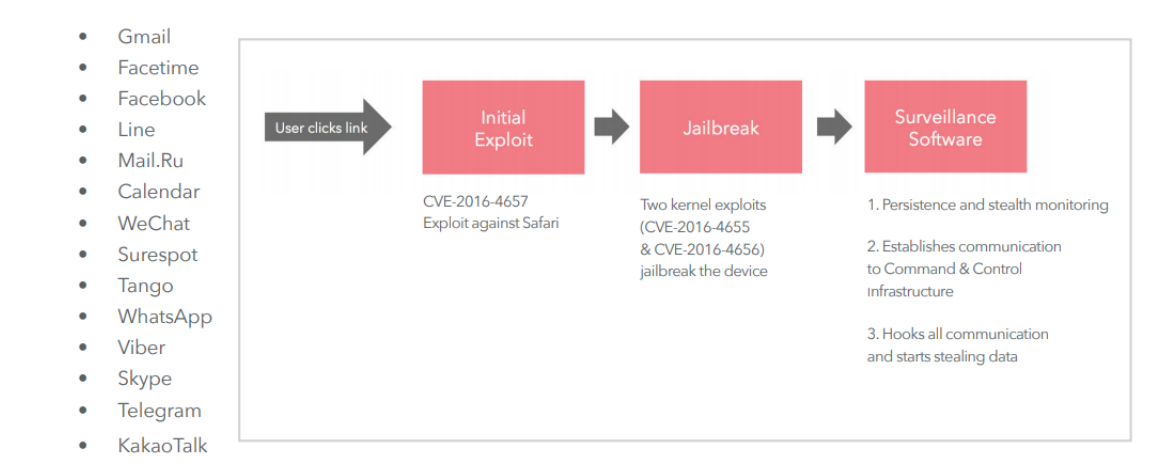 • Gmail
• Facetime
• Facebook
• Line
• Mail.Ru
• Calendar
• WeChat
• Surespot
• Tango
• WhatsApp
• Viber
• Skype
• Telegram
• KakaoTalk
User clicks link
Initial
Exploit
CVE-2016-4657
Exploit against Safari
Jailbreak
Two kernel exploits
(CVE-2016-4655
& CVE-2016-4656)
jailbreak the device
Surveillance
Software
1. Persistence and stealth monitoring
2. Establishes communication
to Command & Control
Infrastructure
3. Hooks all communication
and starts stealing data